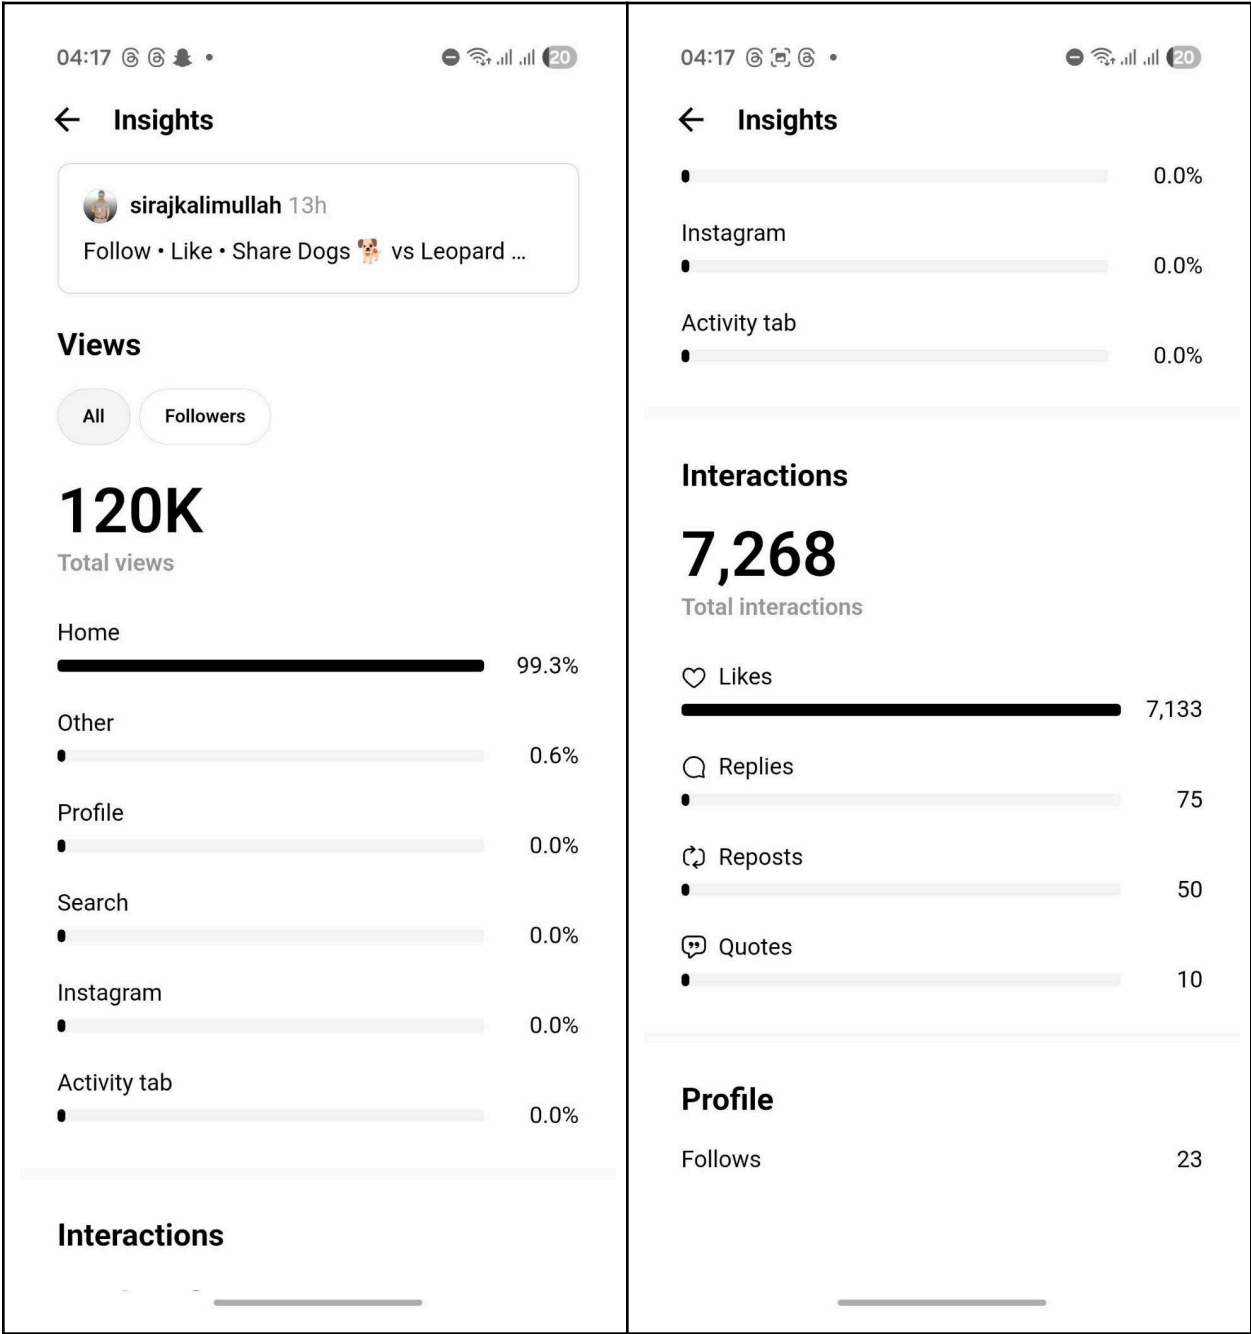 04:17
20
Insights
sirajkalimullah 13h
Follow • Like • Share Dogs 🐕 vs Leopard ...
Views
All
Followers
120K
Total views
Home
99.3%
Other
0.6%
Profile
0.0%
Search
0.0%
Instagram
0.0%
Activity tab
0.0%
Interactions
04:17
20
Insights
0.0%
Instagram
0.0%
Activity tab
0.0%
Interactions
7,268
Total interactions
Likes
7,133
Replies
75
Reposts
50
Quotes
10
Profile
Follows 23